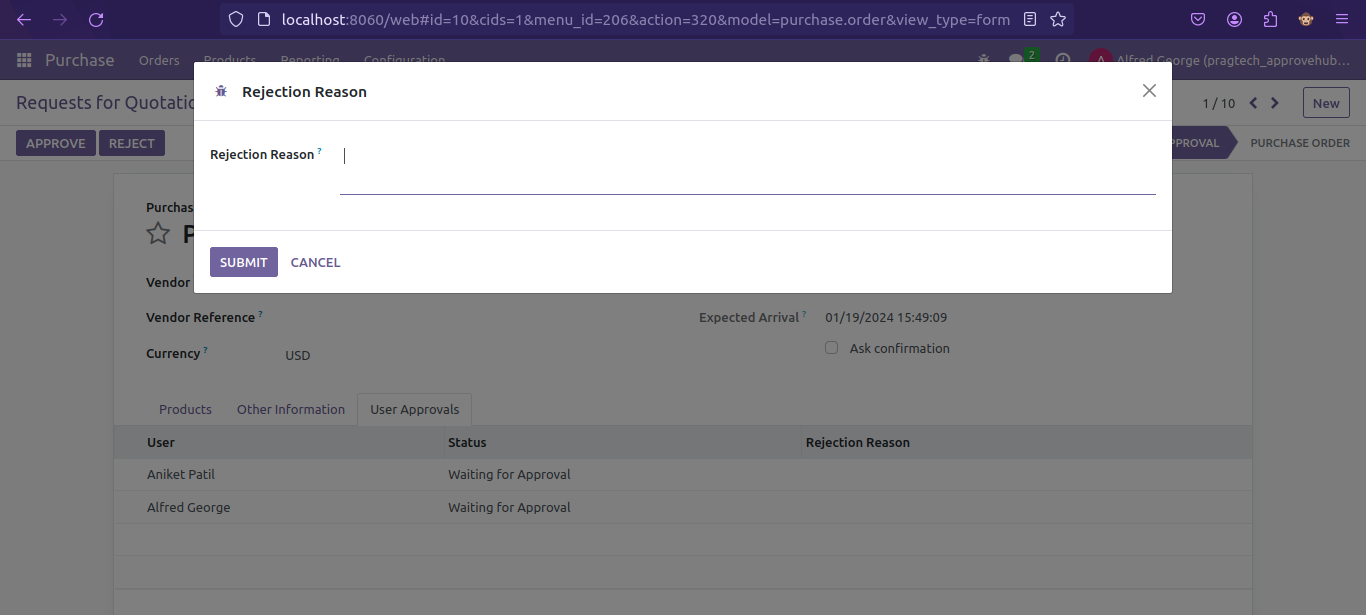 localhost:8060/web#id=10&cids=1&menu_id=206&action=320&model=purchase.order&view_type=form
Purchase Orders Products Reporting Configuration 2 A Alfred George (pragtech_approvehub...
Rejection Reason
Requests for Quotatio 1 / 10 New
APPROVE REJECT PPROVAL PURCHASE ORDER
Rejection Reason ?
Purchas
P
SUBMIT CANCEL
Vendor
Vendor Reference ? Expected Arrival ? 01/19/2024 15:49:09
Currency ? USD Ask confirmation
Products Other Information User Approvals
User Status Rejection Reason
Aniket Patil Waiting for Approval
Alfred George Waiting for Approval